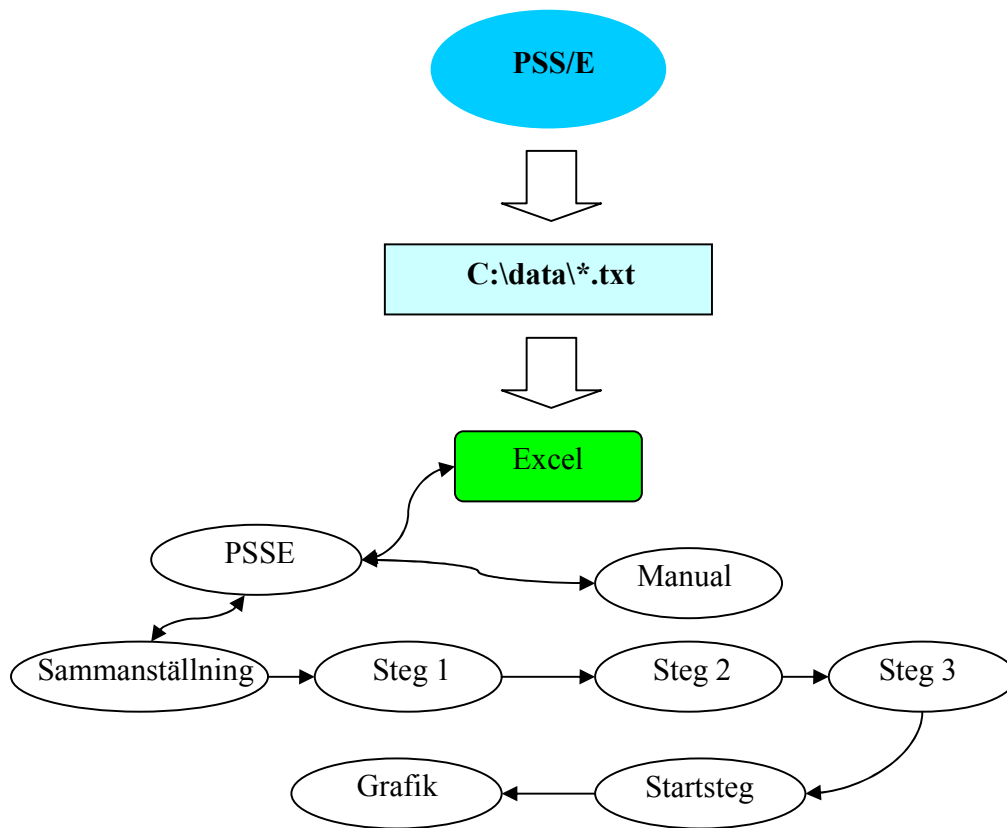 PSS/E
C:\data\*.txt
Excel
PSSE
Manual
Sammanställning
Steg 1
Steg 2
Steg 3
Grafik
Startsteg